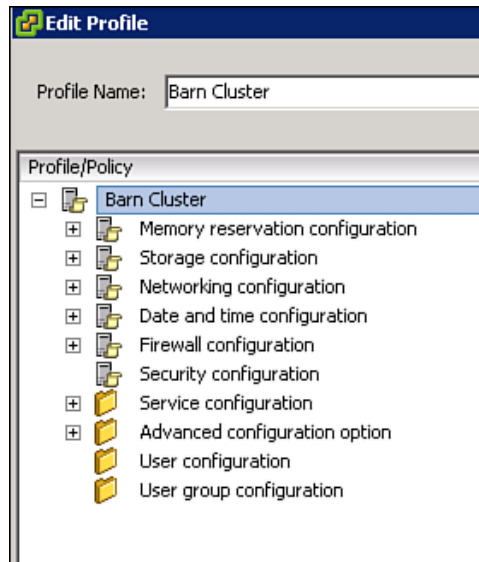 Edit Profile
Profile Name: Barn Cluster
Profile/Policy
Barn Cluster
Memory reservation configuration
Storage configuration
Networking configuration
Date and time configuration
Firewall configuration
Security configuration
Service configuration
Advanced configuration option
User configuration
User group configuration